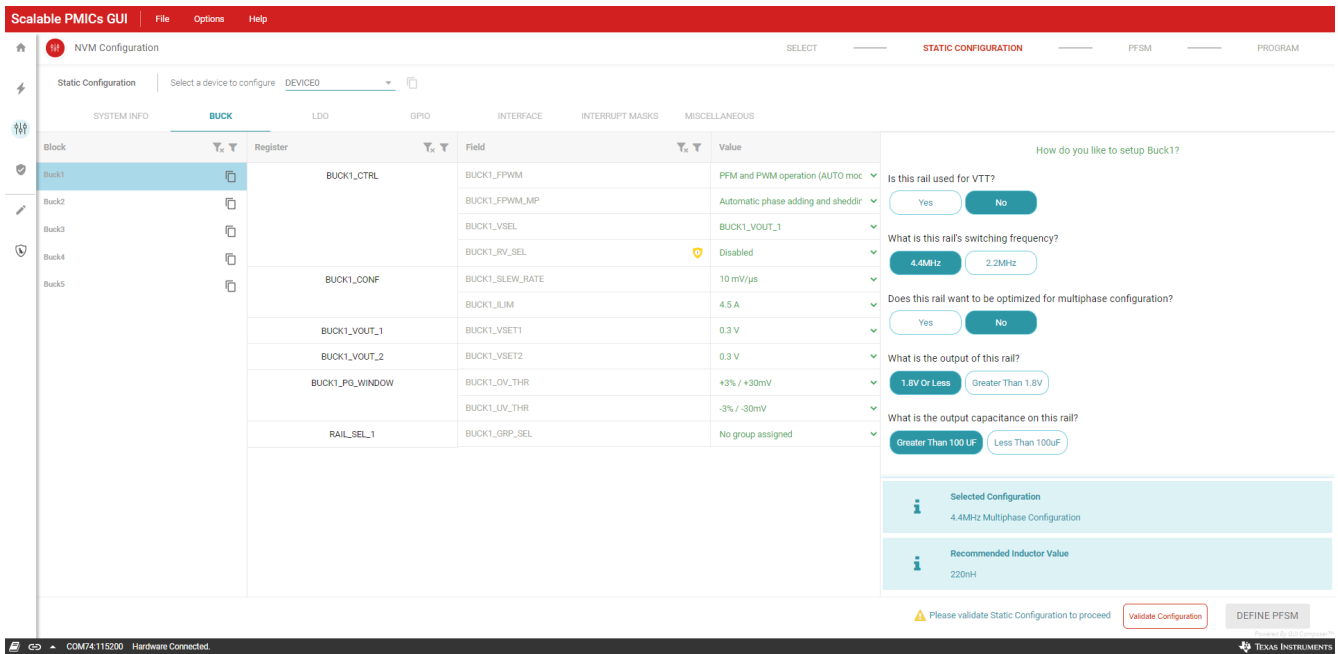 Scalable PMICs GUI File Options Help
NVM Configuration SELECT STATIC CONFIGURATION PFSM PROGRAM
Static Configuration Select a device to configure DEVICE0
SYSTEM INFO BUCK LDO GPIO INTERFACE INTERRUPT MASKS MISCELLANEOUS
Block Register Field Value
How do you like to setup Buck1?
Buck1 BUCK1_CTRL BUCK1_FPWM PFM and PWM operation (AUTO moc
Is this rail used for VTT?
Yes No
Buck2 BUCK1_FPWM_MP Automatic phase adding and sheddir
Buck3 BUCK1_VSEL BUCK1_VOUT_1
What is this rail's switching frequency?
4.4MHz 2.2MHz
Buck4 BUCK1_RV_SEL Disabled
Buck5 BUCK1_CONF BUCK1_SLEW_RATE 10 mV/µs
Does this rail want to be optimized for multiphase configuration?
Yes No
BUCK1_ILIM 4.5 A
BUCK1_VOUT_1 BUCK1_VSET1 0.3 V
BUCK1_VOUT_2 BUCK1_VSET2 0.3 V
What is the output of this rail?
1.8V Or Less Greater Than 1.8V
BUCK1_PG_WINDOW BUCK1_OV_THR +3% / +30mV
BUCK1_UV_THR -3% / -30mV
What is the output capacitance on this rail?
Greater Than 100 UF Less Than 100uF
RAIL_SEL_1 BUCK1_GRP_SEL No group assigned
Selected Configuration
4.4MHz Multiphase Configuration
Recommended Inductor Value
220nH
Please validate Static Configuration to proceed Validate Configuration DEFINE PFSM
Powered By GUI Composer™
COM74:115200 Hardware Connected. TEXAS INSTRUMENTS